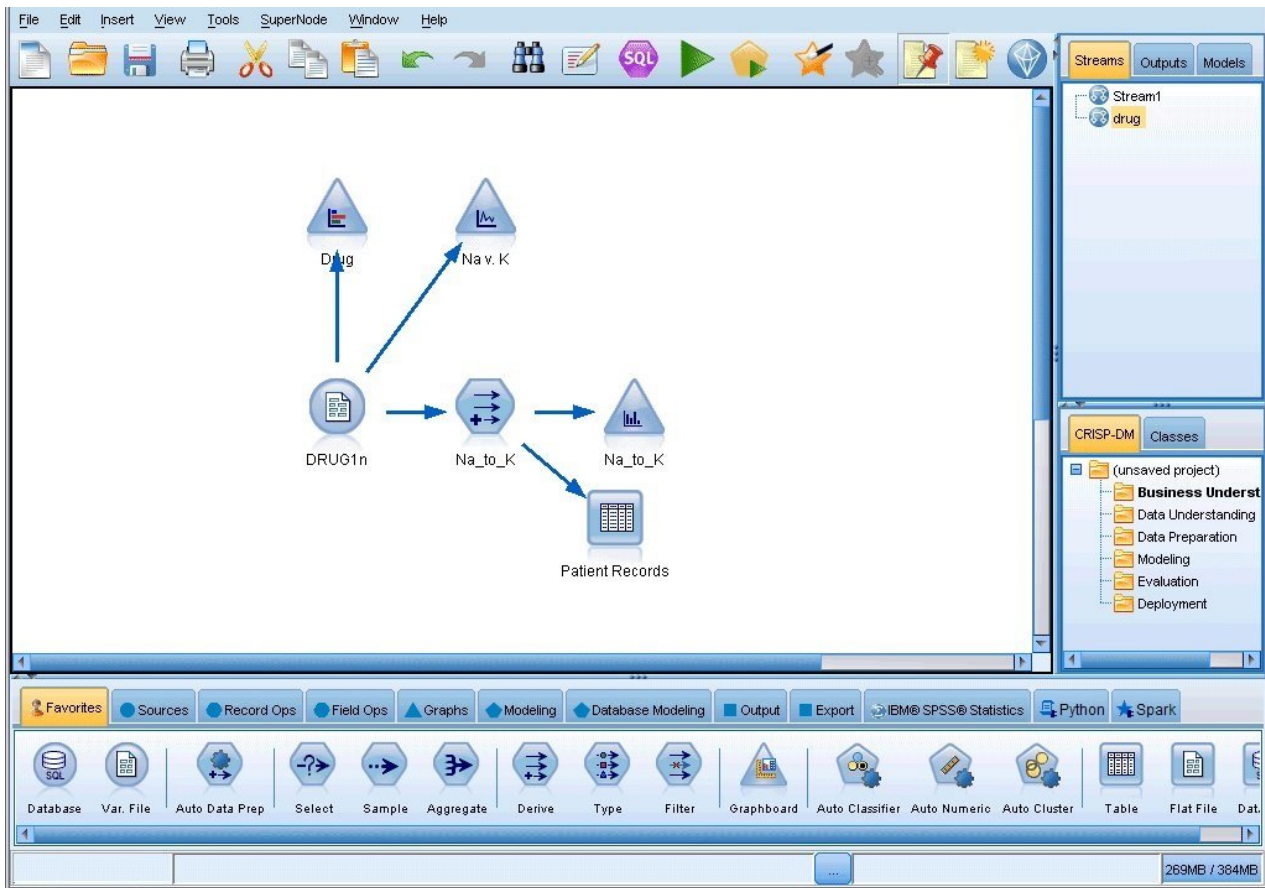 File Edit Insert View Tools SuperNode Window Help
SQL
Streams Outputs Models
Stream1
drug
Drug
Na v. K
DRUG1n
Na_to_K
Na_to_K
Patient Records
CRISP-DM Classes
(unsaved project)
Business Underst
Data Understanding
Data Preparation
Modeling
Evaluation
Deployment
Favorites Sources Record Ops Field Ops Graphs Modeling Database Modeling Output Export IBM® SPSS® Statistics Python Spark
SQL
Database Var. File Auto Data Prep Select Sample Aggregate Derive Type Filter Graphboard Auto Classifier Auto Numeric Auto Cluster Table Flat File Dat.
...
269MB / 384MB